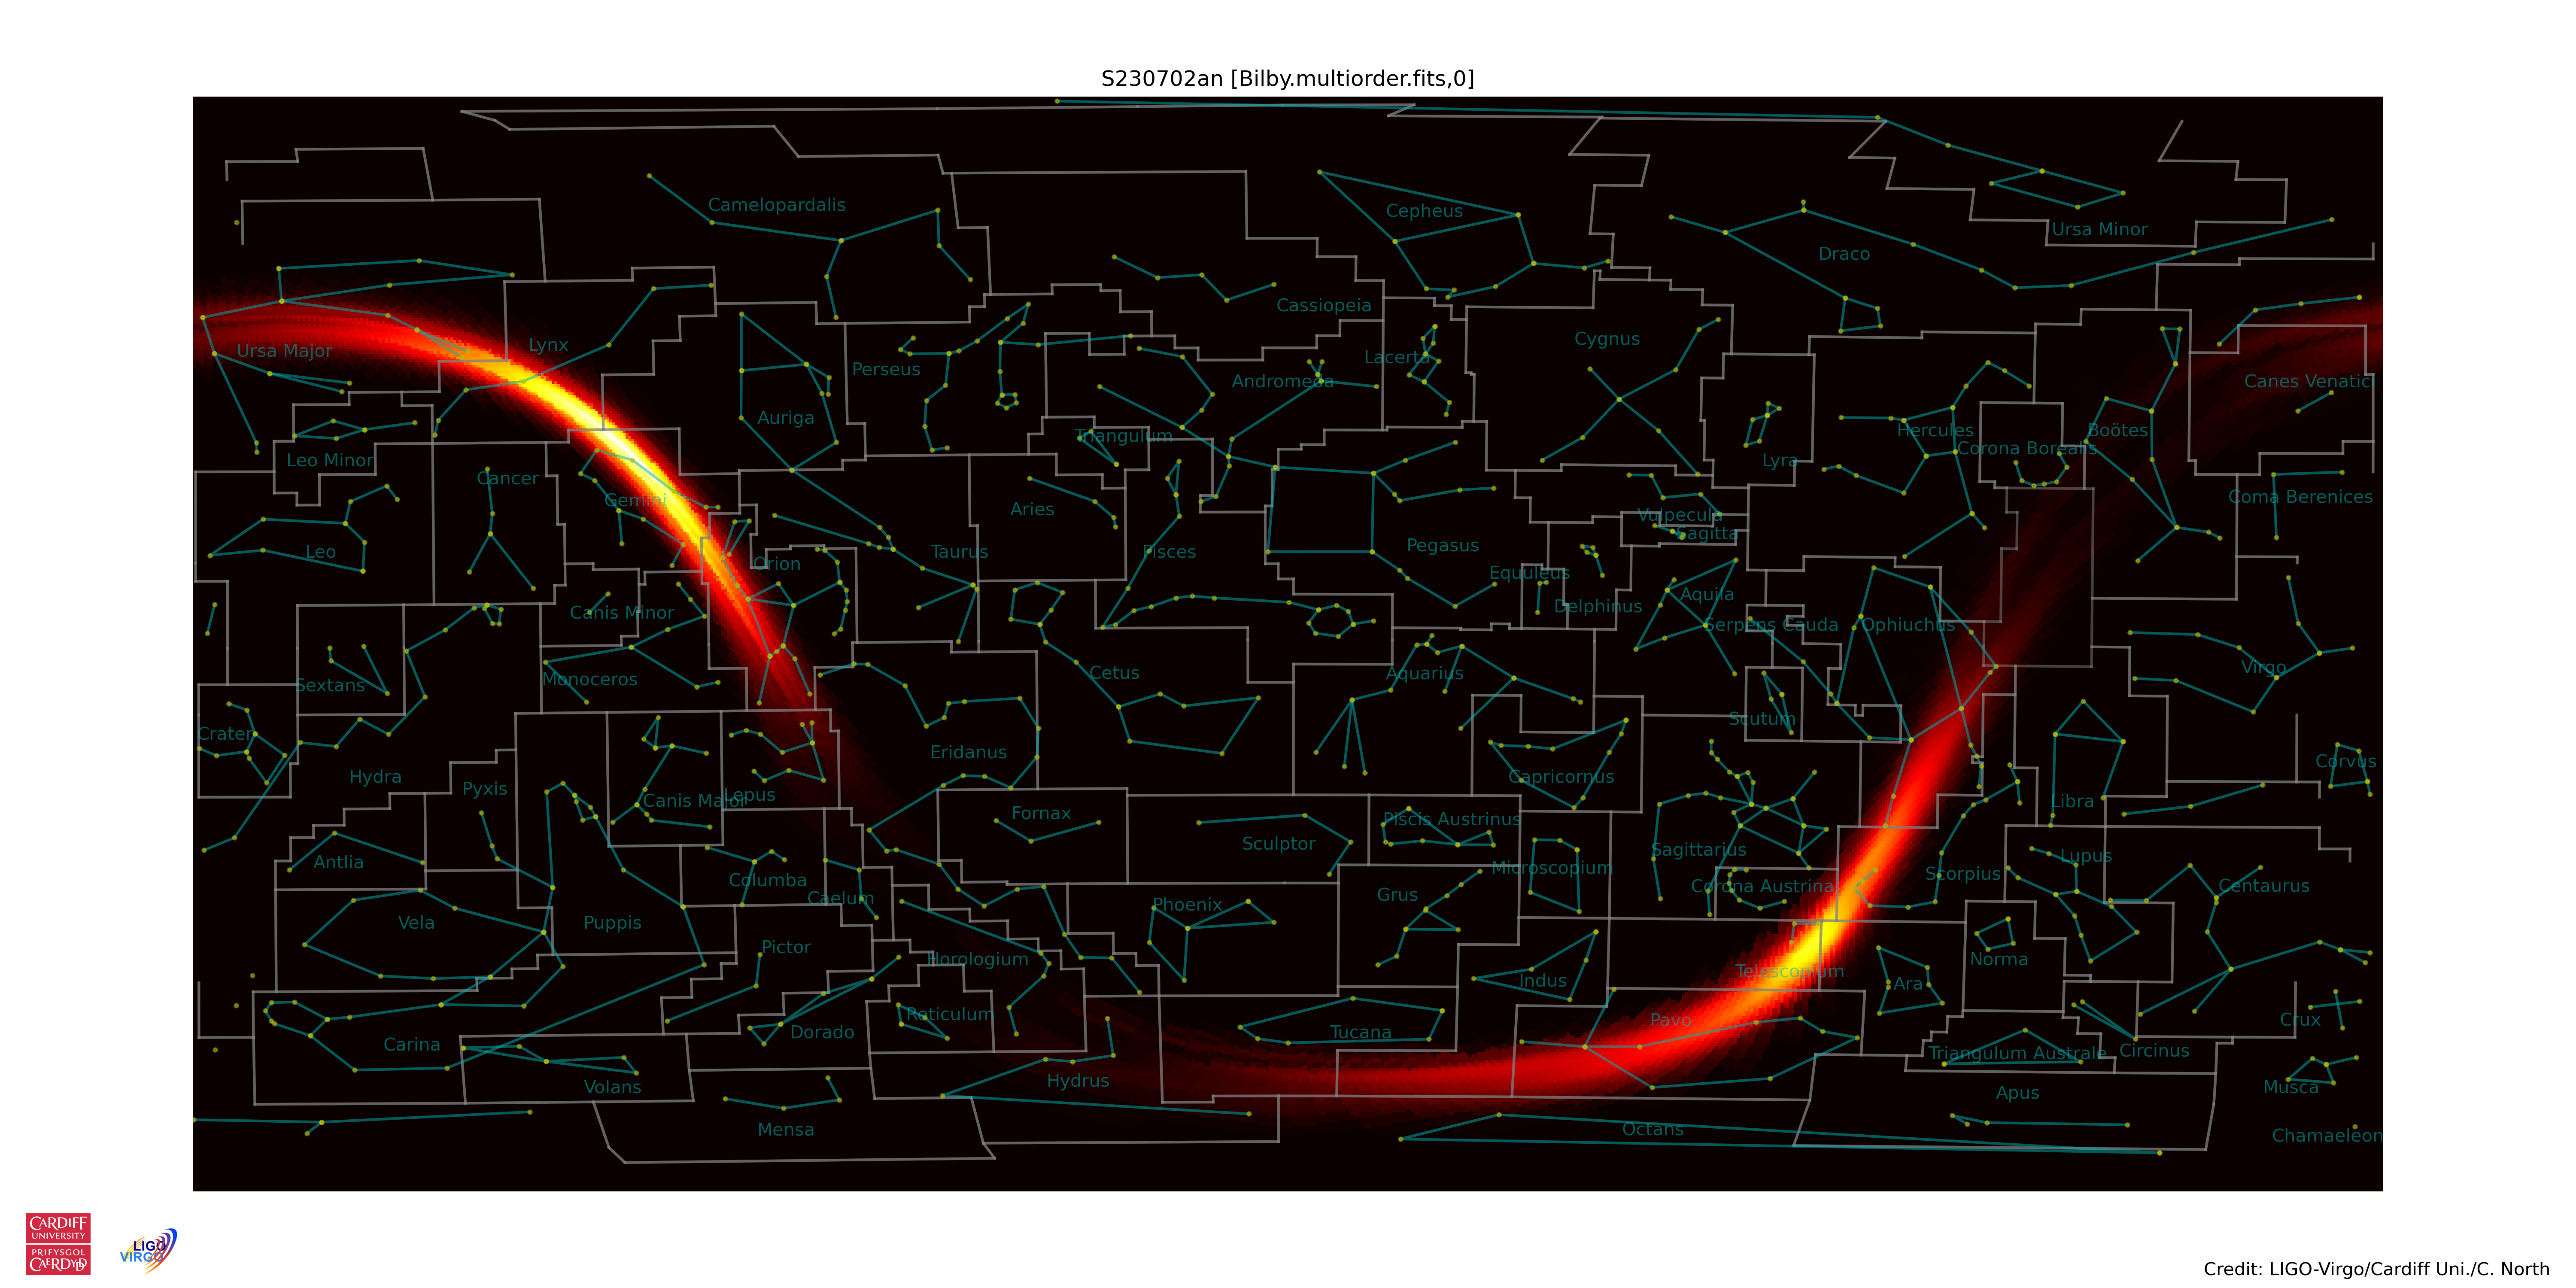 S230702an [Bilby.multiorder.fits,0]
Camelopardalis
Cepheus
Ursa Minor
Draco
Cassiopeia
Ursa Major
Lynx
Perseus
Lacerta
Cygnus
Andromeda
Canes Venatici
Auriga
Triangulum
Hercules
Boötes
Corona Borealis
Leo Minor
Lyra
Cancer
Gemini
Coma Berenices
Aries
Vulpecula
Sagitta
Leo
Taurus
Pisces
Pegasus
Orion
Equuleus
Aquila
Delphinus
Canis Minor
Serpens Cauda
Ophiuchus
Virgo
Cetus
Aquarius
Monoceros
Sextans
Scutum
Crater
Eridanus
Corvus
Hydra
Capricornus
Pyxis
Lepus
Canis Major
Libra
Fornax
Piscis Austrinus
Sculptor
Sagittarius
Lupus
Antlia
Microscopium
Scorpius
Columba
Corona Austrina
Centaurus
Grus
Caelum
Phoenix
Vela
Puppis
Pictor
Horologium
Norma
Telescopium
Indus
Ara
Reticulum
Pavo
Crux
Dorado
Tucana
Carina
Triangulum Australe
Circinus
Hydrus
Volans
Musca
Apus
Mensa
Octans
Chamaeleon
CARDIFF
UNIVERSITY
PRIFYSGOL
CAERDYDD
LIGO
VIRGO
Credit: LIGO-Virgo/Cardiff Uni./C. North